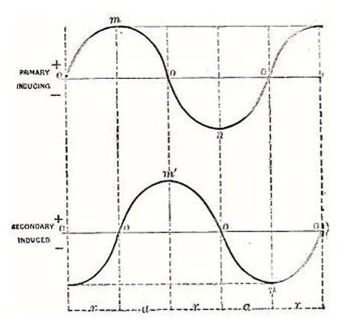 m
+
PRIMARY o o o
INDUCING
−
n
m'
+
SECONDARY o o o o
INDUCED
−
n
r a r a r